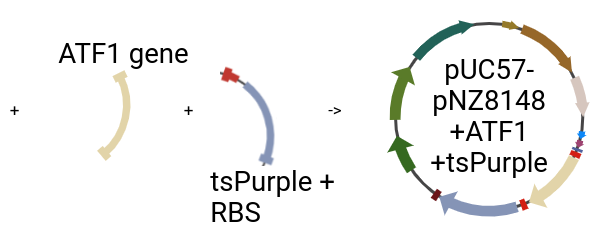 ATF1 gene
+
+
->
tsPurple +
RBS
pUC57-
pNZ8148
+ATF1
+tsPurple